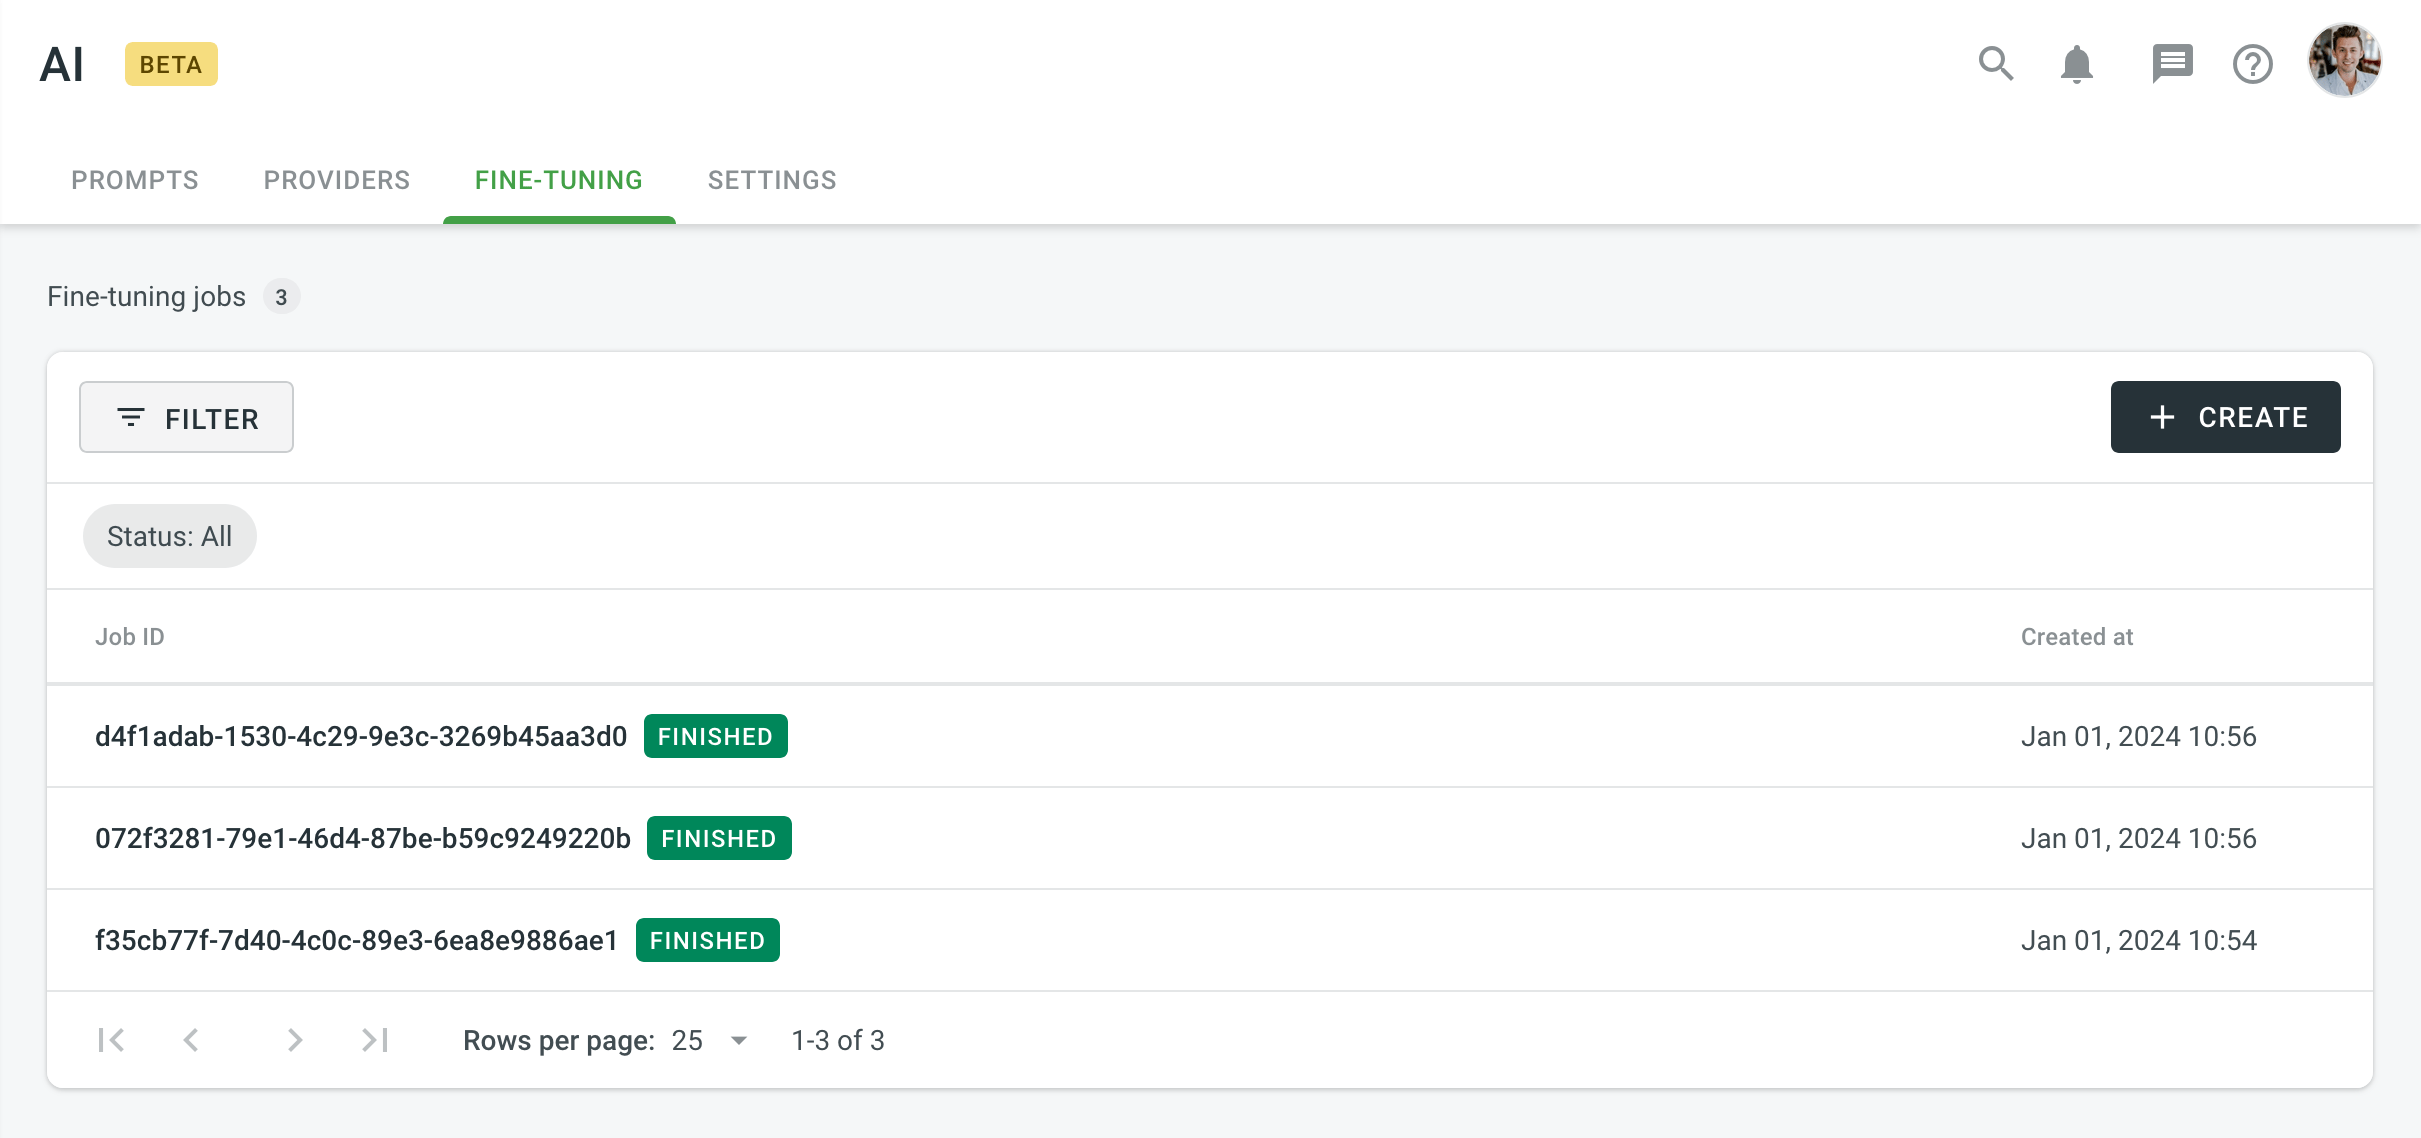 AI BETA
PROMPTS PROVIDERS FINE-TUNING SETTINGS
Fine-tuning jobs 3
FILTER CREATE
Status: All
Job ID Created at
d4f1adab-1530-4c29-9e3c-3269b45aa3d0 FINISHED Jan 01, 2024 10:56
072f3281-79e1-46d4-87be-b59c9249220b FINISHED Jan 01, 2024 10:56
f35cb77f-7d40-4c0c-89e3-6ea8e9886ae1 FINISHED Jan 01, 2024 10:54
Rows per page: 25 1-3 of 3